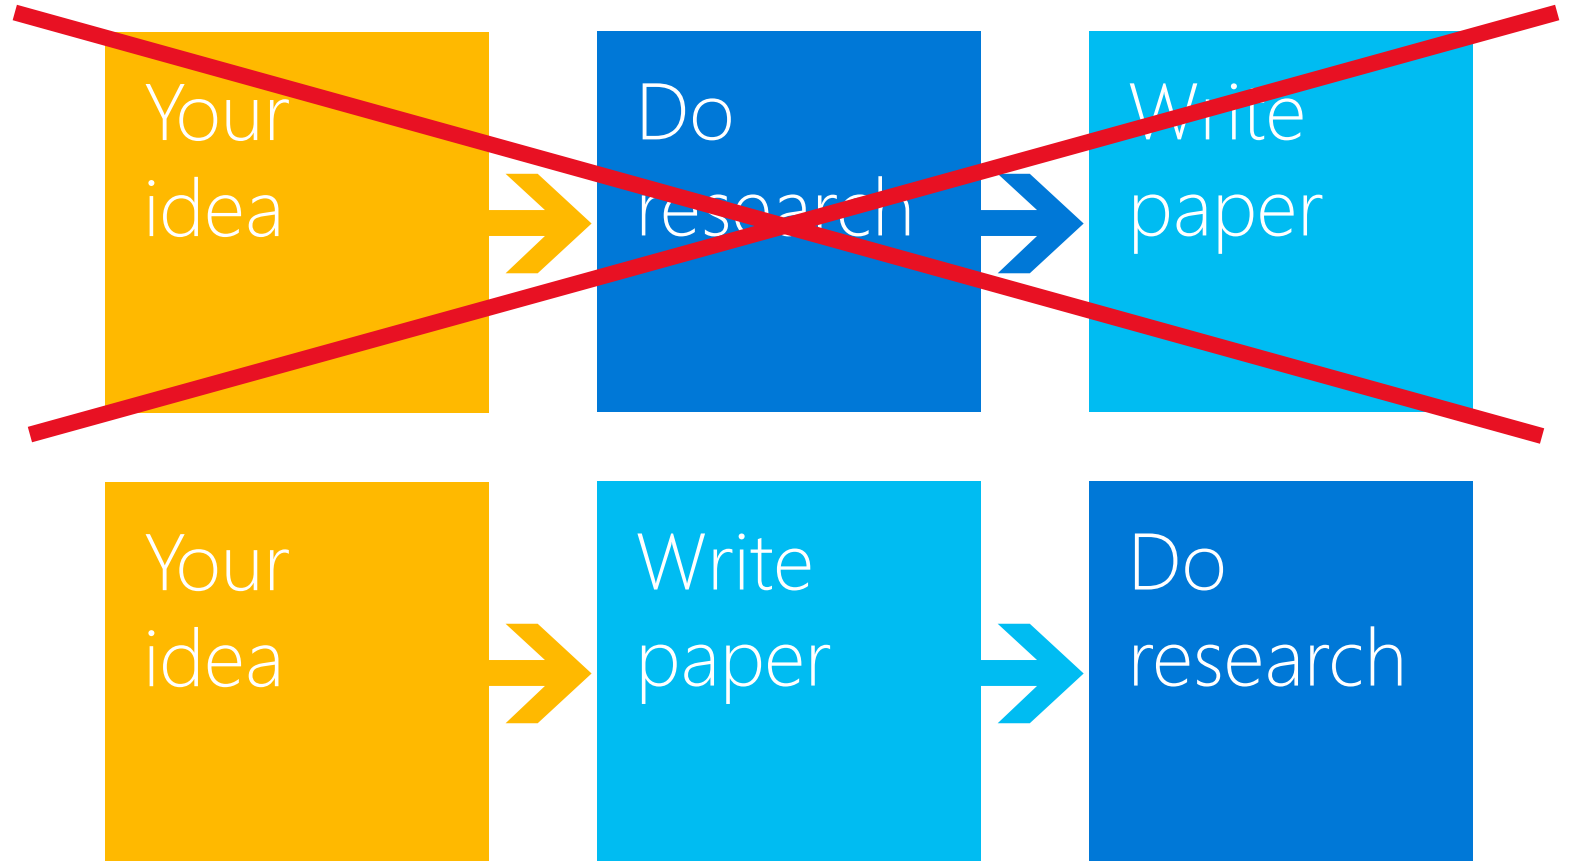 Your
idea
Do
research
Write
paper
Your
idea
Write
paper
Do
research